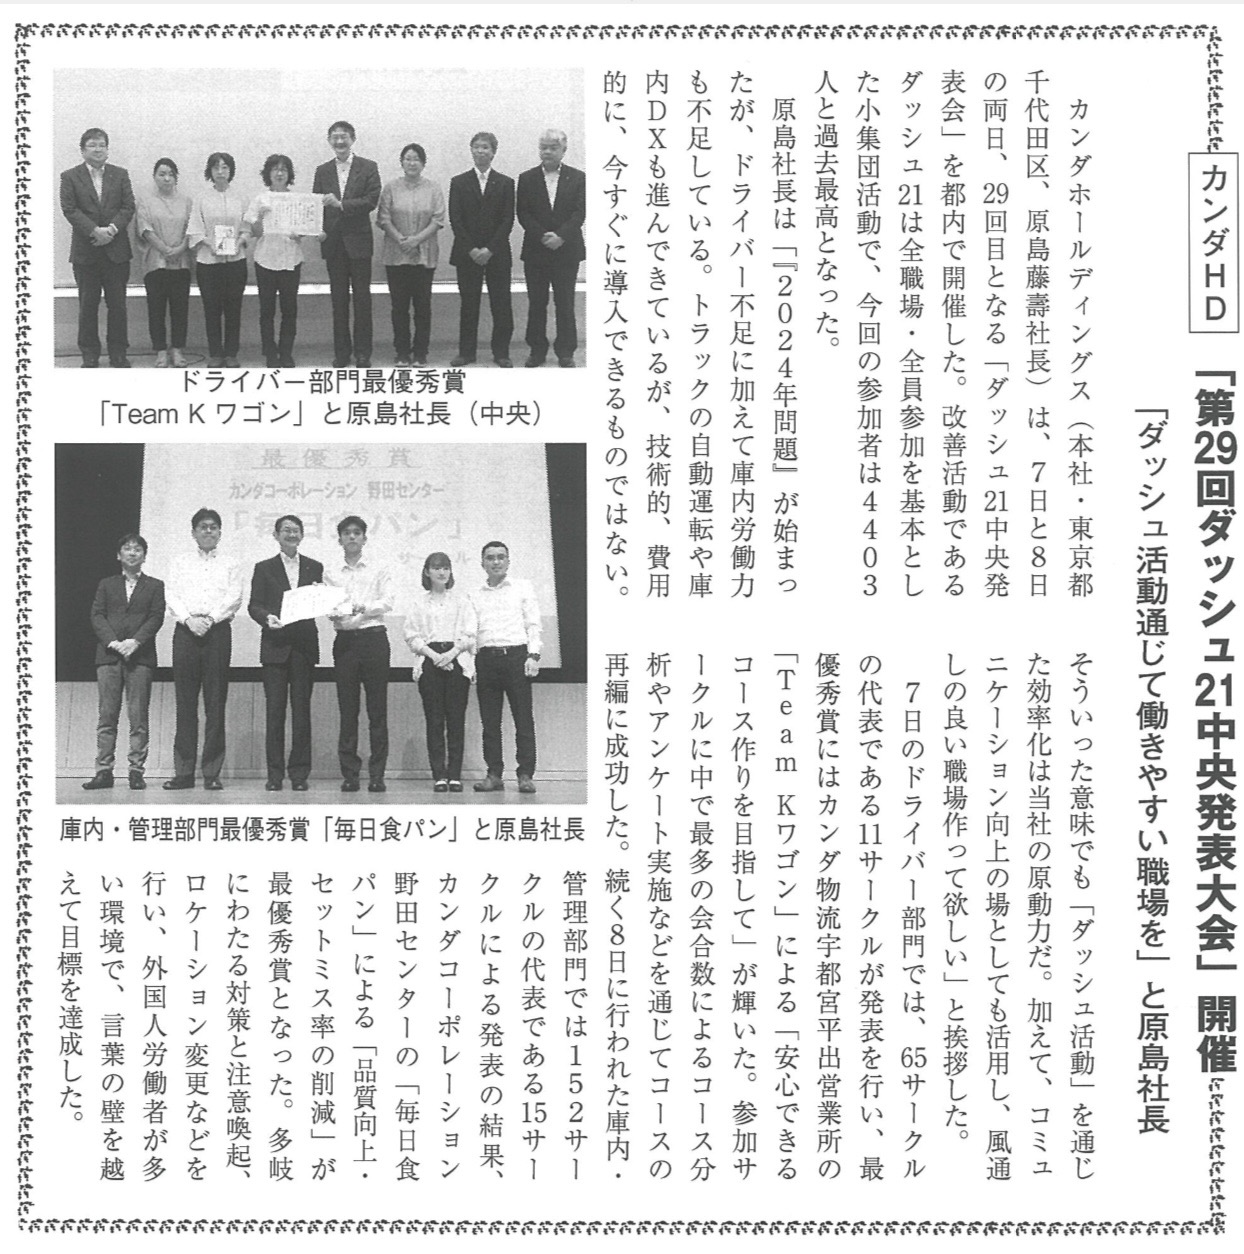 カンダHD
「第29回ダッシュ21中央発表大会」開催
「ダッシュ活動通じて働きやすい職場を」と原島社長
カンダホールディングス（本社・東京都
千代田区、原島藤壽社長）は、7日と8日
の両日、29回目となる「ダッシュ21中央発
表会」を都内で開催した。改善活動である
ダッシュ21は全職場・全員参加を基本とし
た小集団活動で、今回の参加者は4403
人と過去最高となった。
原島社長は「『2024年問題』が始まっ
たが、ドライバー不足に加えて庫内労働力
も不足している。トラックの自動運転や庫
内DXも進んできているが、技術的、費用
的に、今すぐに導入できるものではない。
そういった意味でも「ダッシュ活動」を通じ
た効率化は当社の原動力だ。加えて、コミュ
ニケーション向上の場としても活用し、風通
しの良い職場作って欲しい」と挨拶した。
7日のドライバー部門では、65サークル
の代表である11サークルが発表を行い、最
優秀賞にはカンダ物流宇都宮平出営業所の
「Team Kワゴン」による「安心できる
コース作りを目指して」が輝いた。参加サ
ークルに中で最多の会合数によるコース分
析やアンケート実施などを通じてコースの
再編に成功した。続く8日に行われた庫内・
管理部門では152サー
クルの代表である15サー
クルによる発表の結果、
カンダコーポレーション
野田センターの「毎日食
パン」による「品質向上・
セットミス率の削減」が
最優秀賞となった。多岐
にわたる対策と注意喚起、
ロケーション変更などを
行い、外国人労働者が多
い環境で、言葉の壁を越
えて目標を達成した。
ドライバー部門最優秀賞
「Team K ワゴン」と原島社長（中央）
最優秀賞
カンダコーポレーション 野田センター
「毎日食パン」
サークル
庫内・管理部門最優秀賞「毎日食パン」と原島社長